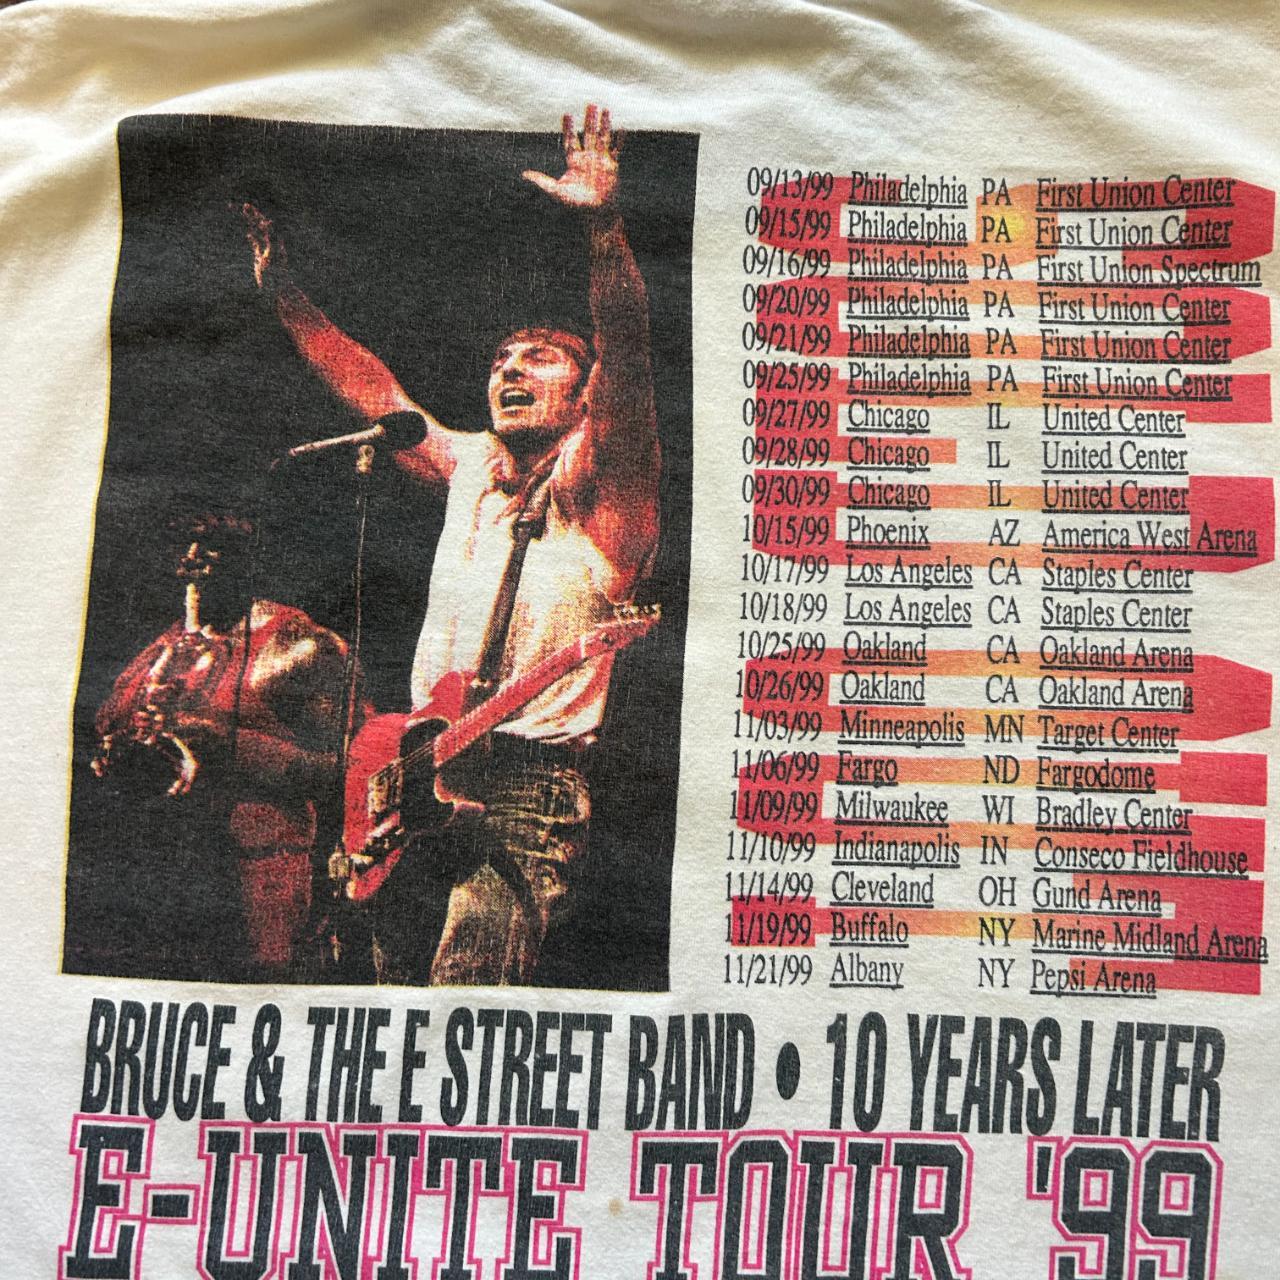 09/13/99 Philadelphia PA First Union Center
09/15/99 Philadelphia PA First Union Center
09/16/99 Philadelphia PA First Union Spectrum
09/20/99 Philadelphia PA First Union Center
09/21/99 Philadelphia PA First Union Center
09/25/99 Philadelphia PA First Union Center
09/27/99 Chicago IL United Center
09/28/99 Chicago IL United Center
09/30/99 Chicago IL United Center
10/15/99 Phoenix AZ America West Arena
10/17/99 Los Angeles CA Staples Center
10/18/99 Los Angeles CA Staples Center
10/25/99 Oakland CA Oakland Arena
10/26/99 Oakland CA Oakland Arena
11/03/99 Minneapolis MN Target Center
11/06/99 Fargo ND Fargodome
11/09/99 Milwaukee WI Bradley Center
11/10/99 Indianapolis IN Conseco Fieldhouse
11/14/99 Cleveland OH Gund Arena
11/19/99 Buffalo NY Marine Midland Arena
11/21/99 Albany NY Pepsi Arena
BRUCE & THE E STREET BAND • 10 YEARS LATER
E-UNITE TOUR '99